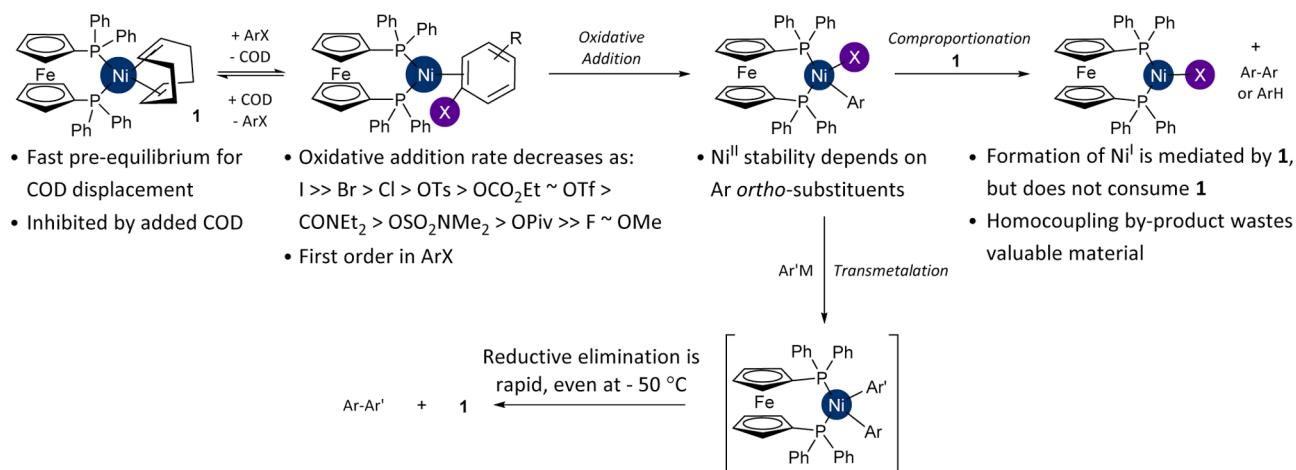 Ph
Ph
P
Fe
Ni
P
Ph
Ph
1
+ ArX
- COD
+ COD
- ArX
Ph
Ph
P
R
Fe
Ni
X
P
Ph
Ph
Oxidative
Addition
Ph
Ph
P
X
Fe
Ni
Ar
P
Ph
Ph
Comproportionation
1
Ph
Ph
P
Fe
Ni
X
P
Ph
Ph
+
Ar-Ar
or ArH
• Fast pre-equilibrium for
COD displacement
• Inhibited by added COD
• Oxidative addition rate decreases as:
I >> Br > Cl > OTs > OCO₂Et ~ OTf >
CONEt₂ > OSO₂NMe₂ > OPiv >> F ~ OMe
• First order in ArX
• Niᴵᴵ stability depends on
Ar ortho-substituents
• Formation of Niᴵ is mediated by 1,
but does not consume 1
• Homocoupling by-product wastes
valuable material
Ar'M
Transmetalation
Ph
Ph
P
Ar'
Fe
Ni
Ar
P
Ph
Ph
Reductive elimination is
rapid, even at - 50 °C
Ar-Ar' + 1